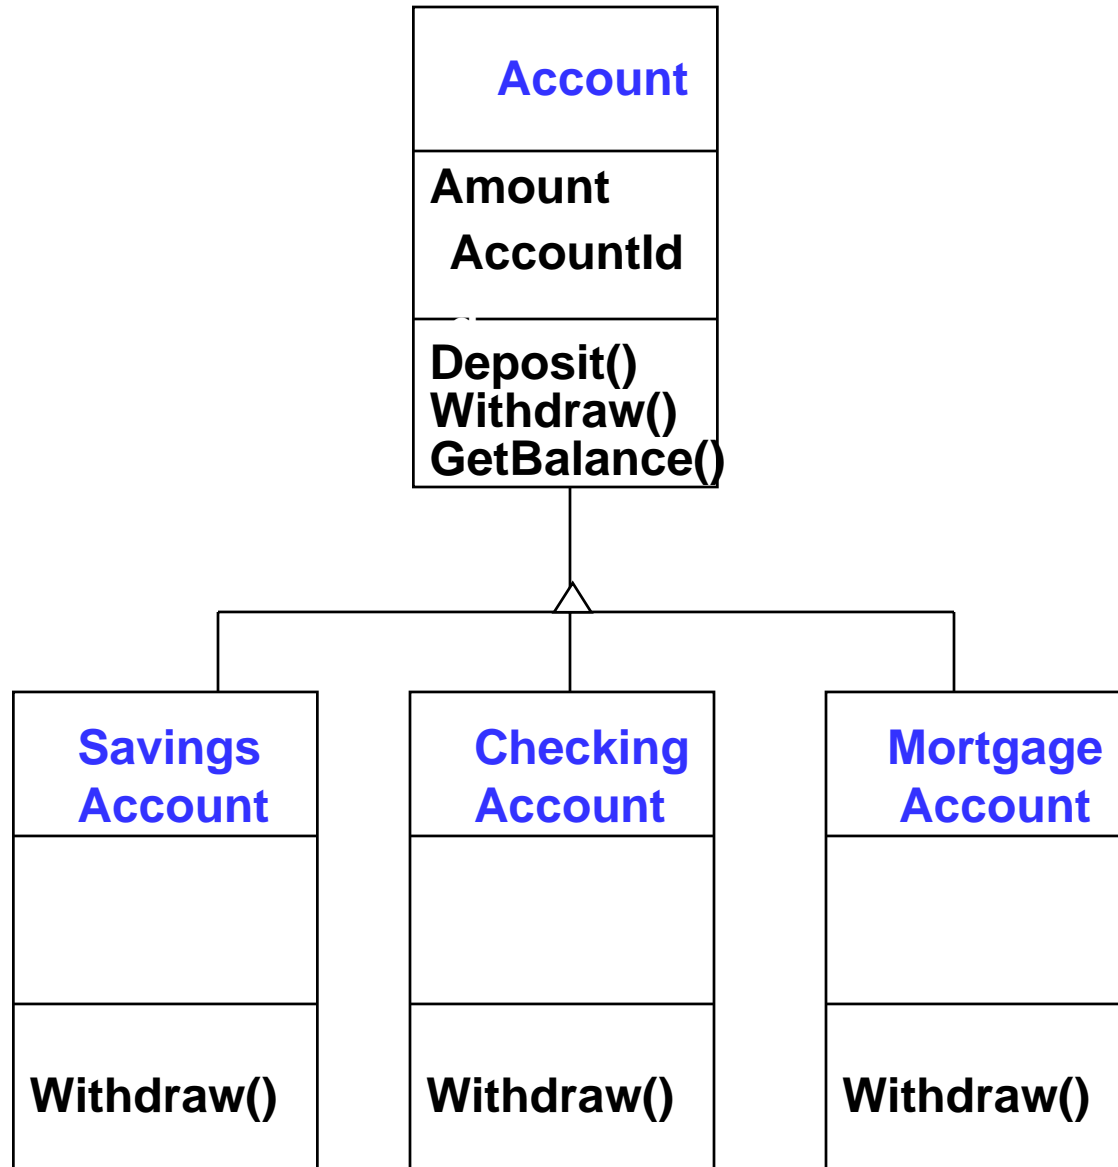 Account
Amount
AccountId
Deposit()
Withdraw()
GetBalance()
Savings
Account
Checking
Account
Mortgage
Account
Withdraw()
Withdraw()
Withdraw()